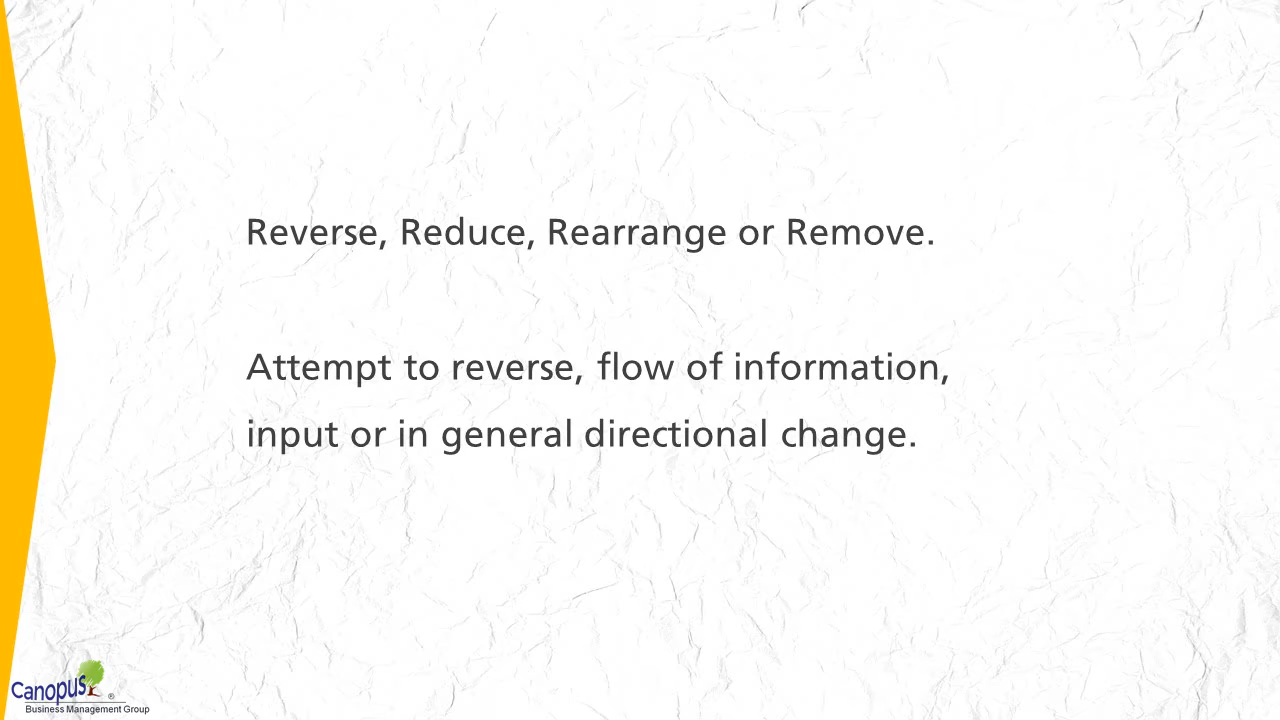 Reverse, Reduce, Rearrange or Remove.
Attempt to reverse, flow of information,
input or in general directional change.
Canopus ®
Business Management Group